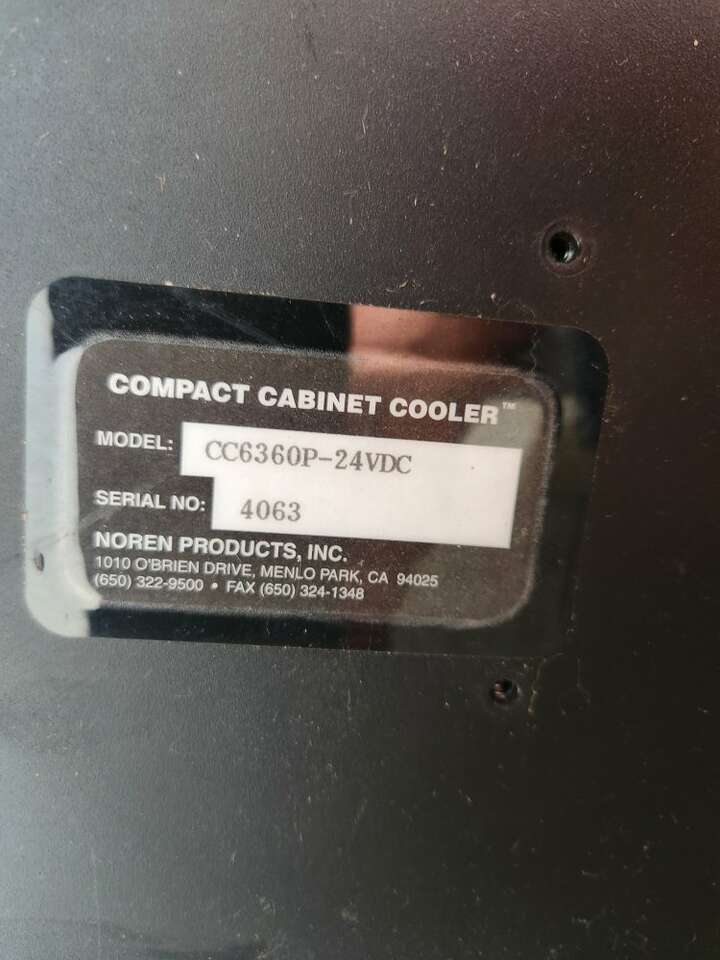 COMPACT CABINET COOLER™
MODEL: CC6360P-24VDC
SERIAL NO: 4063
NOREN PRODUCTS, INC.
1010 O'BRIEN DRIVE, MENLO PARK, CA 94025
(650) 322-9500 • FAX (650) 324-1348